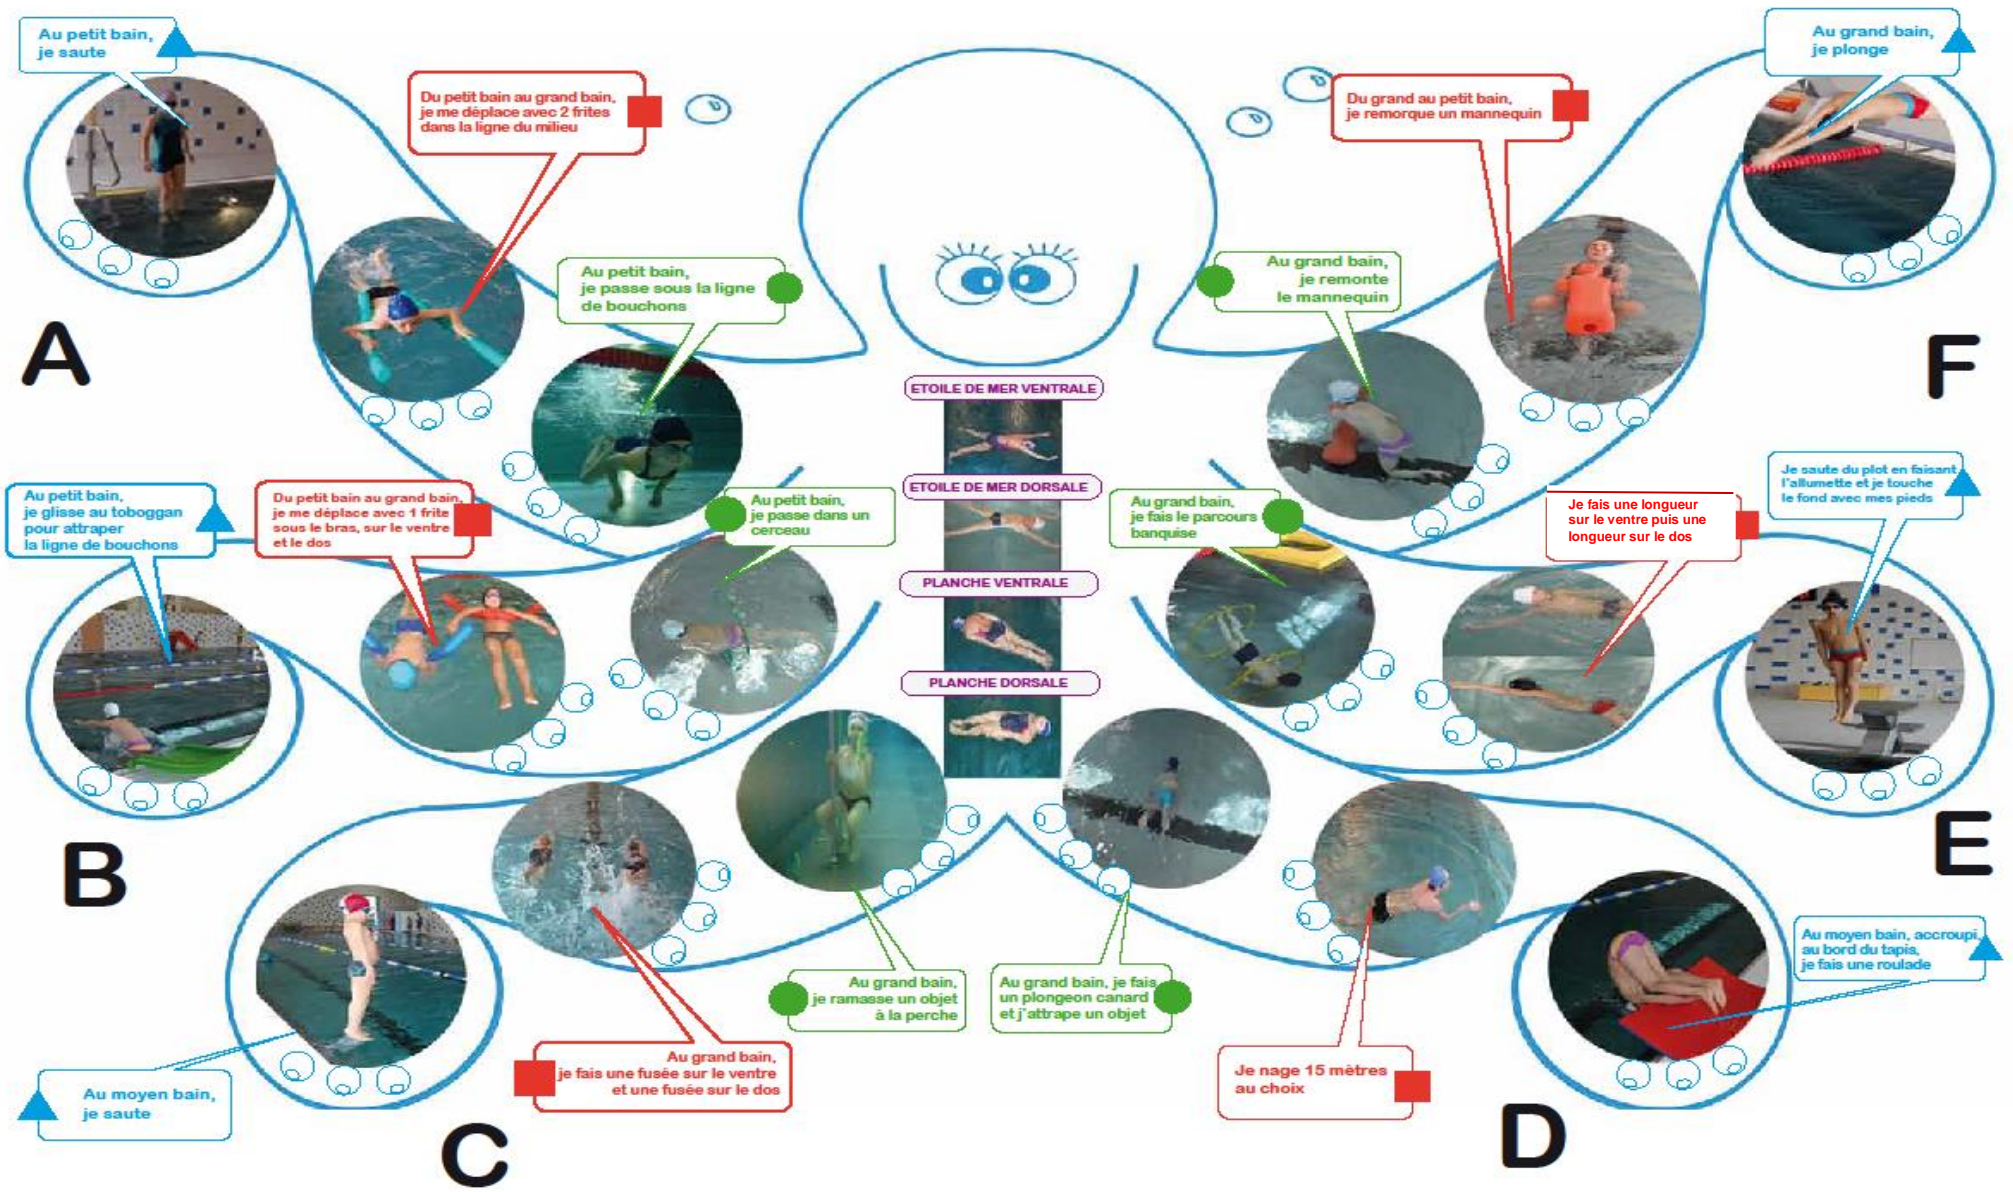 Au petit bain,
je saute
Du petit bain au grand bain,
je me déplace avec 2 frites
dans la ligne du milieu
Au petit bain,
je passe sous la ligne
de bouchons
A
Au grand bain,
je remonte
le mannequin
Du grand au petit bain,
je remorque un mannequin
Au grand bain,
je plonge
F
ETOILE DE MER VENTRALE
ETOILE DE MER DORSALE
PLANCHE VENTRALE
PLANCHE DORSALE
Au petit bain,
je glisse au toboggan
pour attraper
la ligne de bouchons
Du petit bain au grand bain,
je me déplace avec 1 frite
sous le bras, sur le ventre
et le dos
Au petit bain,
je passe dans un
cerceau
B
Au grand bain,
je fais le parcours
banquise
Je fais une longueur
sur le ventre puis une
longueur sur le dos
Je saute du plot en faisant
l'allumette et je touche
le fond avec mes pieds
E
Au moyen bain,
je saute
Au grand bain,
je fais une fusée sur le ventre
et une fusée sur le dos
Au grand bain,
je ramasse un objet
à la perche
C
Au grand bain, je fais
un plongeon canard
et j'attrape un objet
Je nage 15 mètres
au choix
Au moyen bain, accroupi
au bord du tapis,
je fais une roulade
D